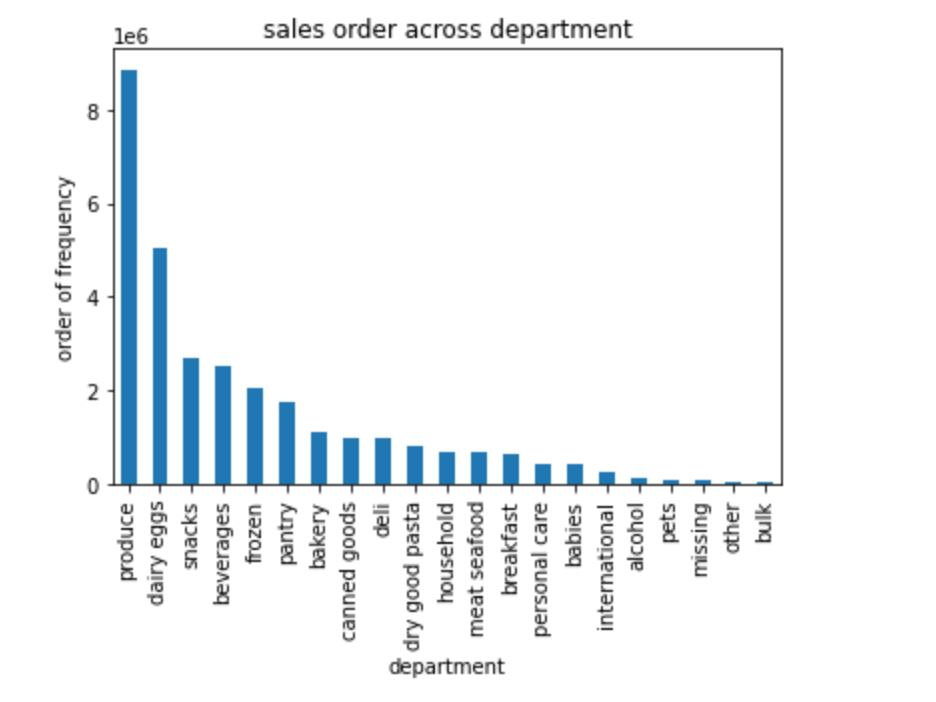 sales order across department
1e6
8
6
4
2
0
order of frequency
produce
dairy eggs
snacks
beverages
frozen
pantry
bakery
canned goods
deli
dry good pasta
household
meat seafood
breakfast
personal care
babies
international
alcohol
pets
missing
other
bulk
department